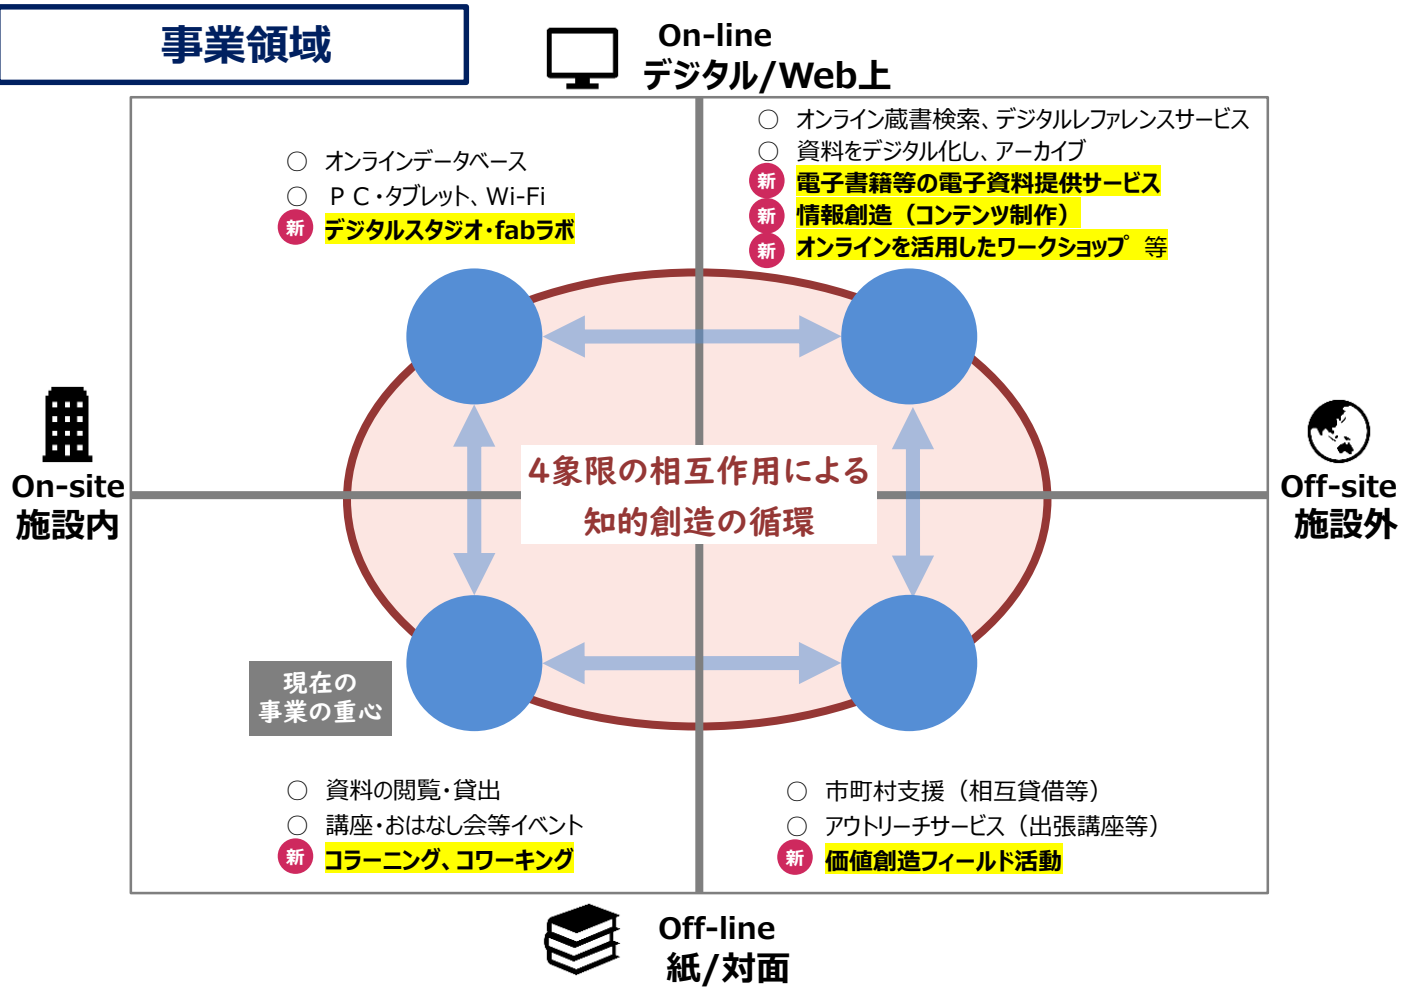 事業領域
On-line
デジタル/Web上
○ オンラインデータベース
○ ＰＣ・タブレット、Wi-Fi
新 デジタルスタジオ・fabラボ
○ オンライン蔵書検索、デジタルレファレンスサービス
○ 資料をデジタル化し、アーカイブ
新 電子書籍等の電子資料提供サービス
新 情報創造（コンテンツ制作）
新 オンラインを活用したワークショップ 等
On-site
施設内
4象限の相互作用による
知的創造の循環
Off-site
施設外
現在の
事業の重心
○ 資料の閲覧・貸出
○ 講座・おはなし会等イベント
新 コラーニング、コワーキング
○ 市町村支援（相互貸借等）
○ アウトリーチサービス（出張講座等）
新 価値創造フィールド活動
Off-line
紙/対面